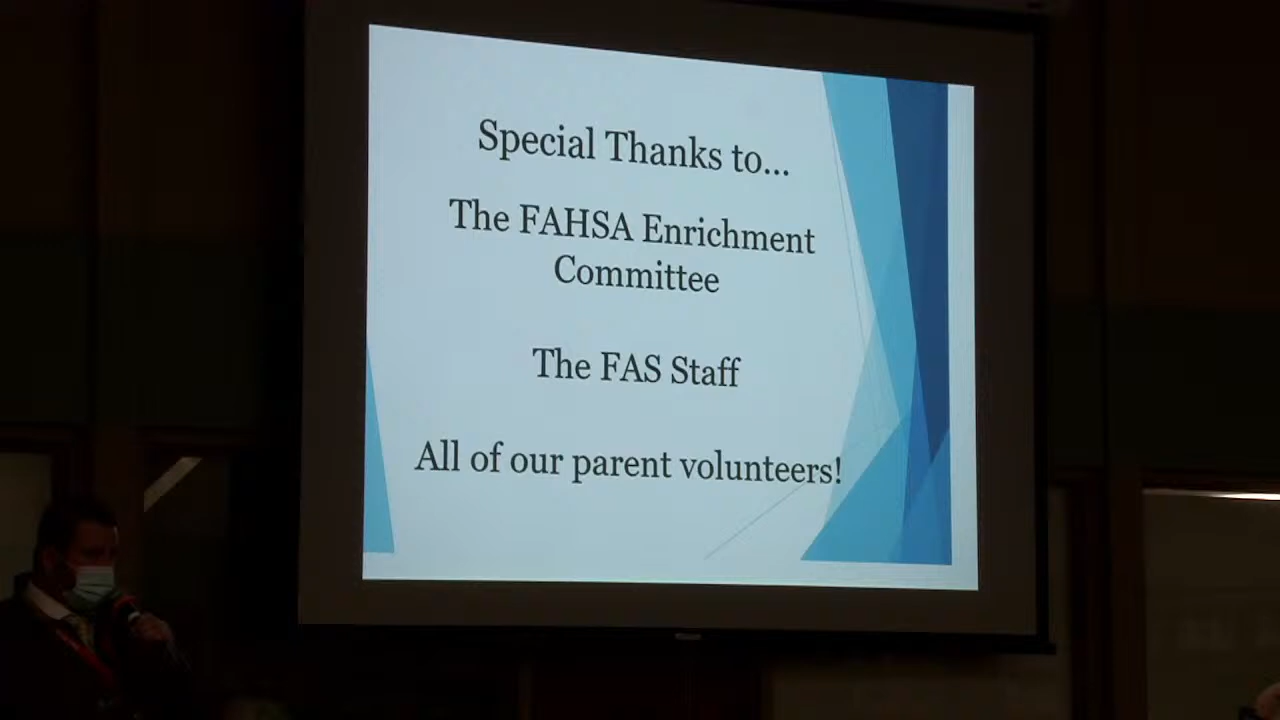 Special Thanks to...
The FAHSA Enrichment
Committee
The FAS Staff
All of our parent volunteers!